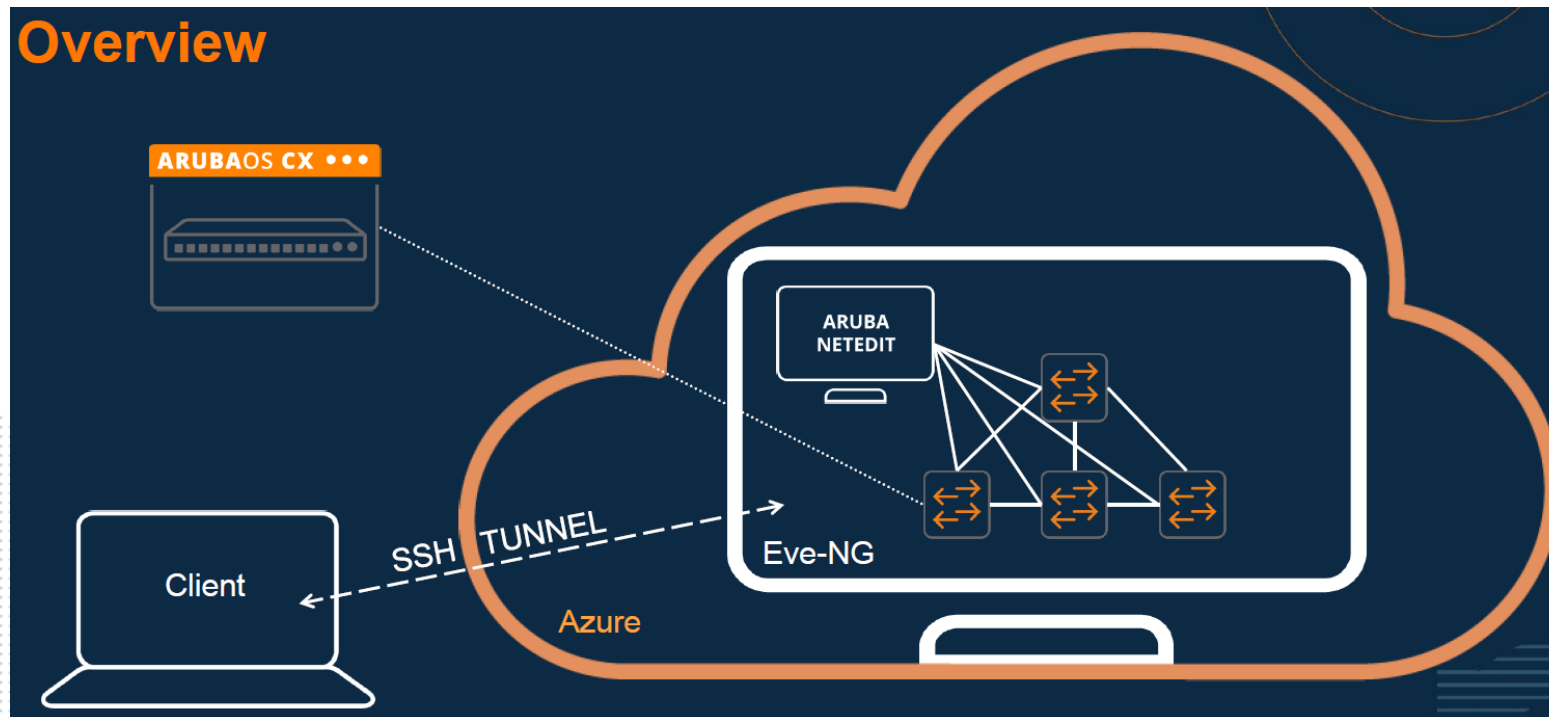 Overview
ARUBAOS CX
ARUBA
NETEDIT
SSH TUNNEL
Eve-NG
Client
Azure